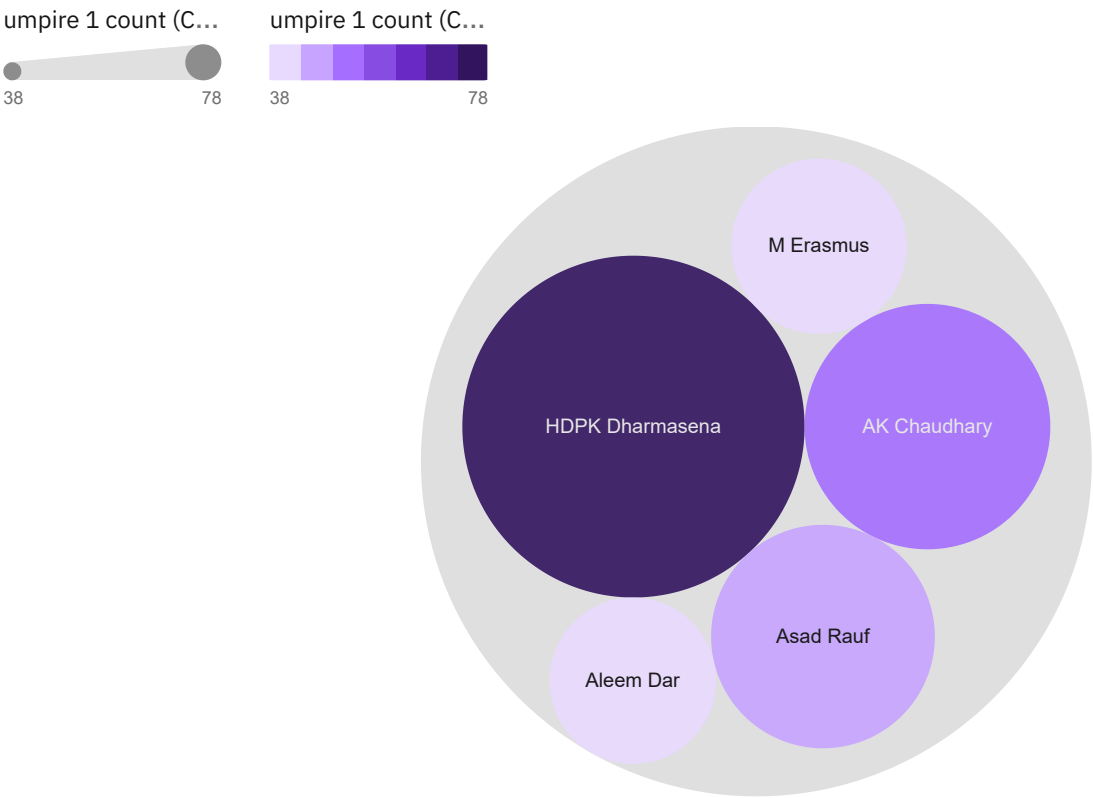 umpire 1 count (C...
umpire 1 count (C...
38
78
38
78
M Erasmus
HDPK Dharmasena
AK Chaudhary
Asad Rauf
Aleem Dar